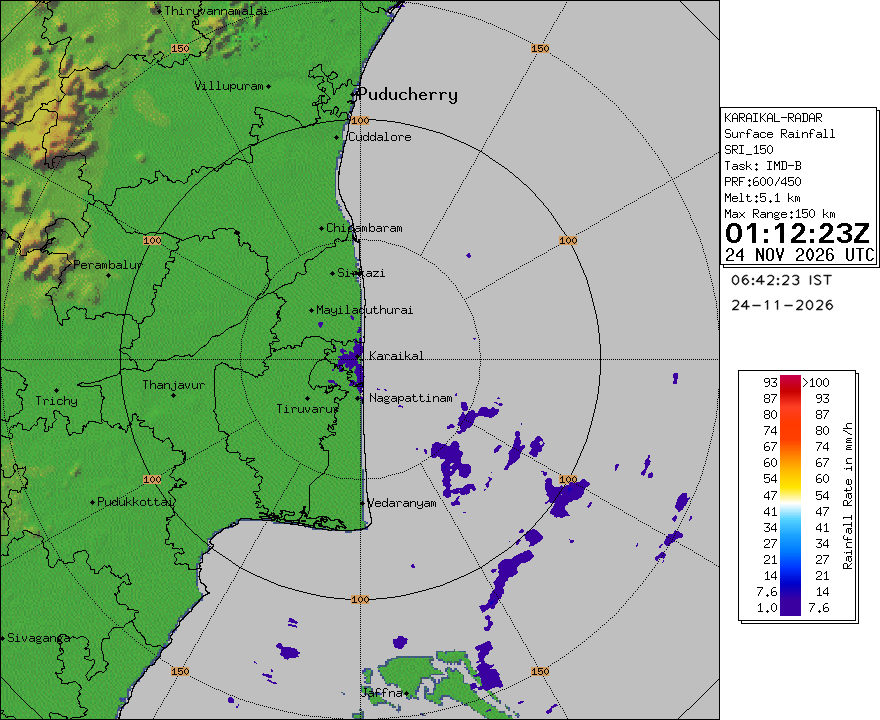 Thiruvannamalai
150
150
Villupuram
Puducherry
100
Cuddalore
Chidambaram
100
100
Perambalur
Sirkazi
Mayiladuthurai
Karaikal
Thanjavur
Trichy
Nagapattinam
Tiruvarur
100
100
Pudukkottai
Vedaranyam
100
Sivaganga
150
150
Jaffna
KARAIKAL-RADAR
Surface Rainfall
SRI_150
Task: IMD-B
PRF:600/450
Melt:5.1 km
Max Range:150 km
01:12:23Z
24 NOV 2026 UTC
06:42:23 IST
24-11-2026
93 >100
87 93
80 87
74 80
67 74
60 67
54 60
47 54
41 47
34 41
27 34
21 27
14 21
7.6 14
1.0 7.6
Rainfall Rate in mm/h